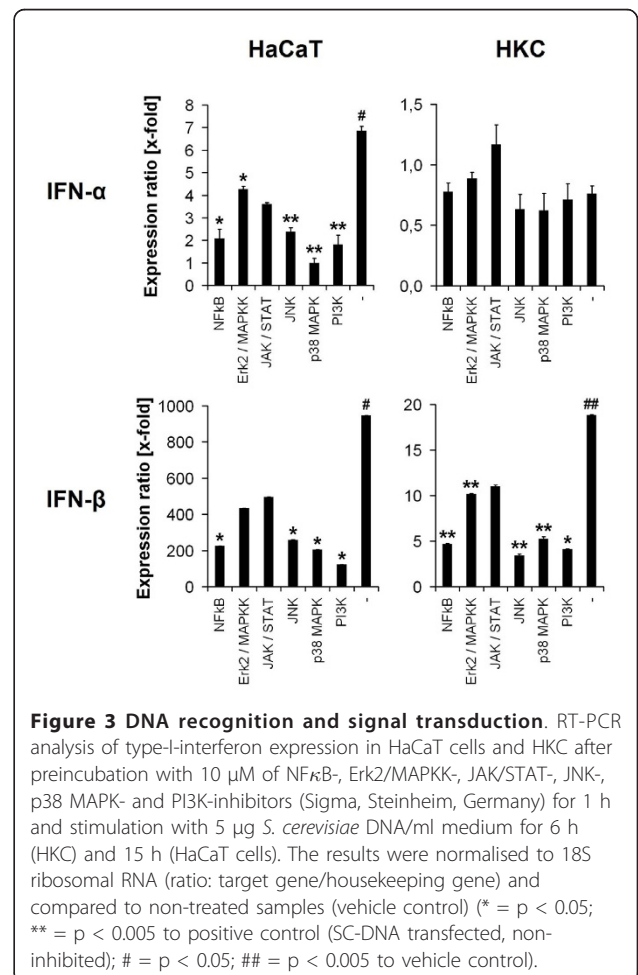 HaCaT HKC
IFN-α
Expression ratio [x-fold]
8
7
6
5
4
3
2
1
0
* * ** ** ** #
NFkB
Erk2 / MAPKK
JAK / STAT
JNK
p38 MAPK
PI3K
-
1,5
1,0
0,5
0,0
NFkB
Erk2 / MAPKK
JAK / STAT
JNK
p38 MAPK
PI3K
-
IFN-β
Expression ratio [x-fold]
1000
800
600
400
200
0
* * * * #
NFkB
Erk2 / MAPKK
JAK / STAT
JNK
p38 MAPK
PI3K
-
20
15
10
5
0
** ** ** ** * ##
NFkB
Erk2 / MAPKK
JAK / STAT
JNK
p38 MAPK
PI3K
-
Figure 3 DNA recognition and signal transduction. RT-PCR
analysis of type-I-interferon expression in HaCaT cells and HKC after
preincubation with 10 μM of NFκB-, Erk2/MAPKK-, JAK/STAT-, JNK-,
p38 MAPK- and PI3K-inhibitors (Sigma, Steinheim, Germany) for 1 h
and stimulation with 5 μg S. cerevisiae DNA/ml medium for 6 h
(HKC) and 15 h (HaCaT cells). The results were normalised to 18S
ribosomal RNA (ratio: target gene/housekeeping gene) and
compared to non-treated samples (vehicle control) (* = p < 0.05;
** = p < 0.005 to positive control (SC-DNA transfected, non-
inhibited); # = p < 0.05; ## = p < 0.005 to vehicle control).